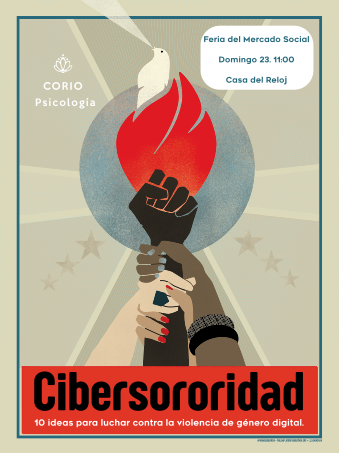 Feria del Mercado Social
Domingo 23. 11:00
Casa del Reloj
CORIO
Psicología
Cibersororidad
10 ideas para luchar contra la violencia de género digital.